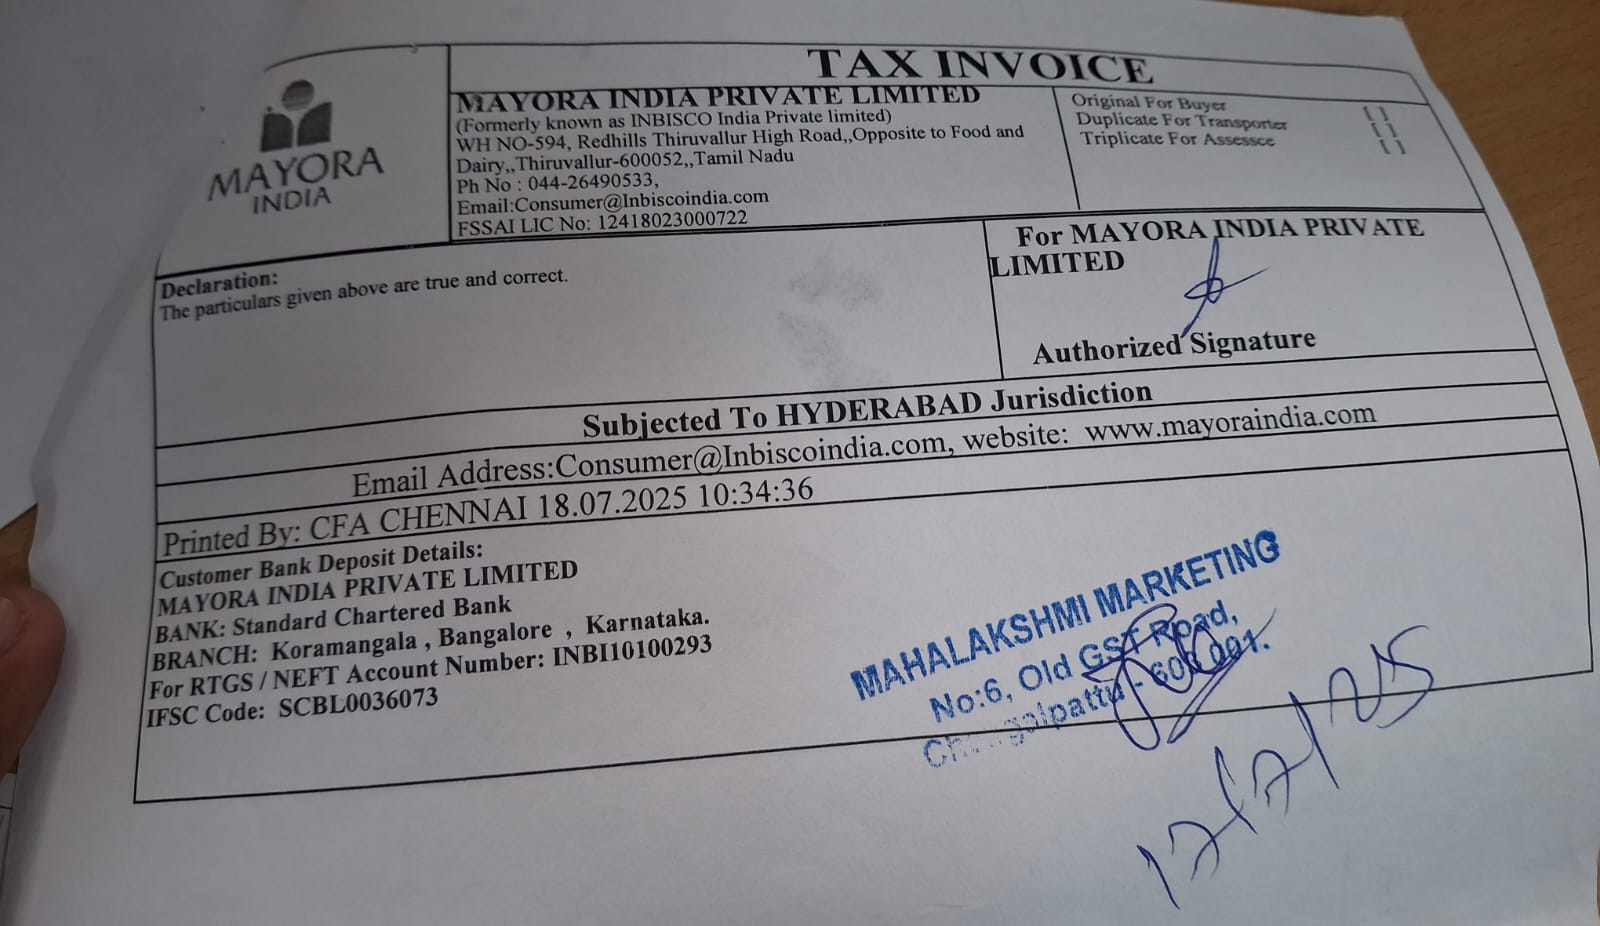 TAX INVOICE
MAYORA
INDIA
MAYORA INDIA PRIVATE LIMITED
(Formerly known as INBISCO India Private limited)
WH NO-594, Redhills Thiruvallur High Road,,Opposite to Food and
Dairy,,Thiruvallur-600052,,Tamil Nadu
Ph No : 044-26490533,
Email:Consumer@Inbiscoindia.com
FSSAI LIC No: 12418023000722
Original For Buyer [ ]
Duplicate For Transporter [ ]
Triplicate For Assessce [ ]
Declaration:
The particulars given above are true and correct.
For MAYORA INDIA PRIVATE
LIMITED
Authorized Signature
Subjected To HYDERABAD Jurisdiction
Email Address:Consumer@Inbiscoindia.com, website: www.mayoraindia.com
Printed By: CFA CHENNAI 18.07.2025 10:34:36
Customer Bank Deposit Details:
MAYORA INDIA PRIVATE LIMITED
BANK: Standard Chartered Bank
BRANCH: Koramangala , Bangalore , Karnataka.
For RTGS / NEFT Account Number: INBI10100293
IFSC Code: SCBL0036073
MAHALAKSHMI MARKETING
No:6, Old GST Road,